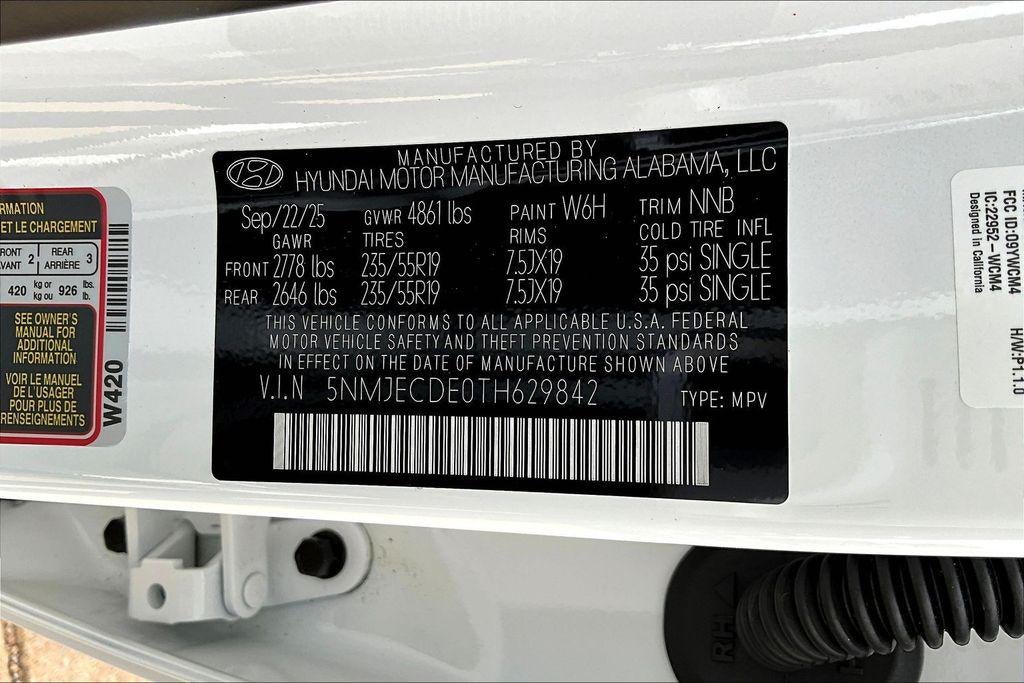 MANUFACTURED BY
HYUNDAI MOTOR MANUFACTURING ALABAMA, LLC
Sep/22/25 GVWR 4861 lbs PAINT W6H TRIM NNB
GAWR TIRES RIMS COLD TIRE INFL
FRONT 2778 lbs 235/55R19 7.5JX19 35 psi SINGLE
REAR 2646 lbs 235/55R19 7.5JX19 35 psi SINGLE
THIS VEHICLE CONFORMS TO ALL APPLICABLE U.S.A. FEDERAL
MOTOR VEHICLE SAFETY AND THEFT PREVENTION STANDARDS
IN EFFECT ON THE DATE OF MANUFACTURE SHOWN ABOVE
V.I.N 5NMJECDE0TH629842 TYPE: MPV
RMATION
ET LE CHARGEMENT
RONT 2 REAR 3
VANT ARRIÈRE
420 kg or 926 lbs.
kg ou lb.
SEE OWNER'S
MANUAL FOR
ADDITIONAL
INFORMATION
VOIR LE MANUEL
DE L'USAGER
POUR PLUS DE
RENSEIGNEMENTS
W420
FCC ID:O9YWCM4
IC:22952-WCM4
Designed in California
H/W:P1.1.0
RH